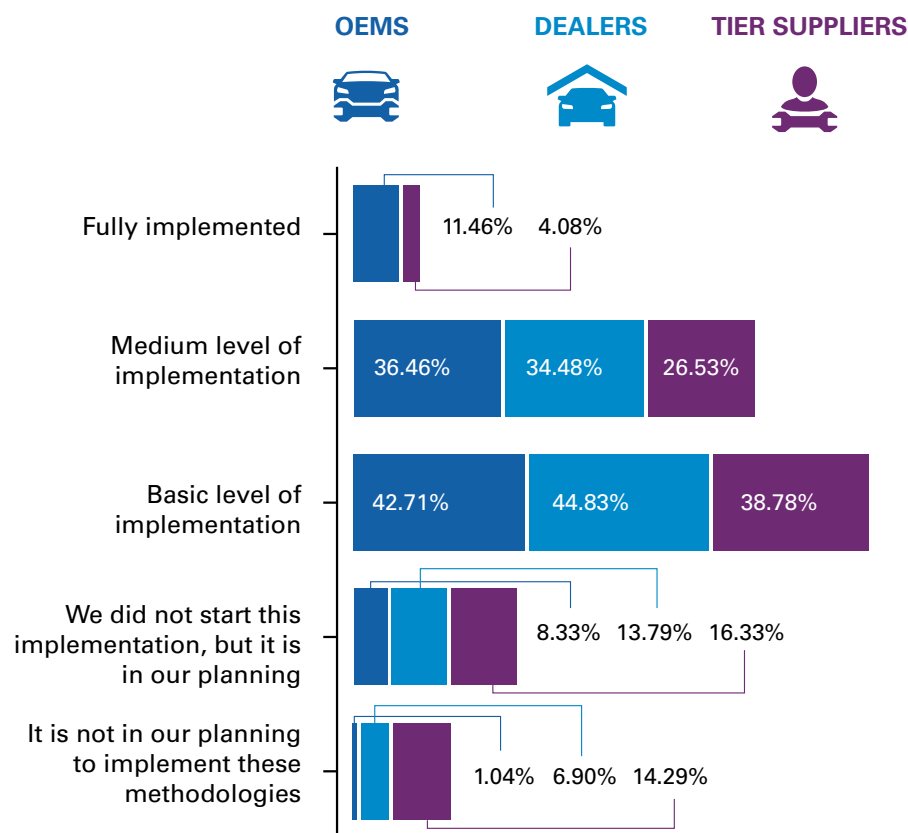 OEMS DEALERS TIER SUPPLIERS
Fully implemented 11.46% 4.08%
Medium level of
implementation
36.46% 34.48% 26.53%
Basic level of
implementation
42.71% 44.83% 38.78%
We did not start this
implementation, but it is
in our planning
8.33% 13.79% 16.33%
It is not in our planning
to implement these
methodologies
1.04% 6.90% 14.29%